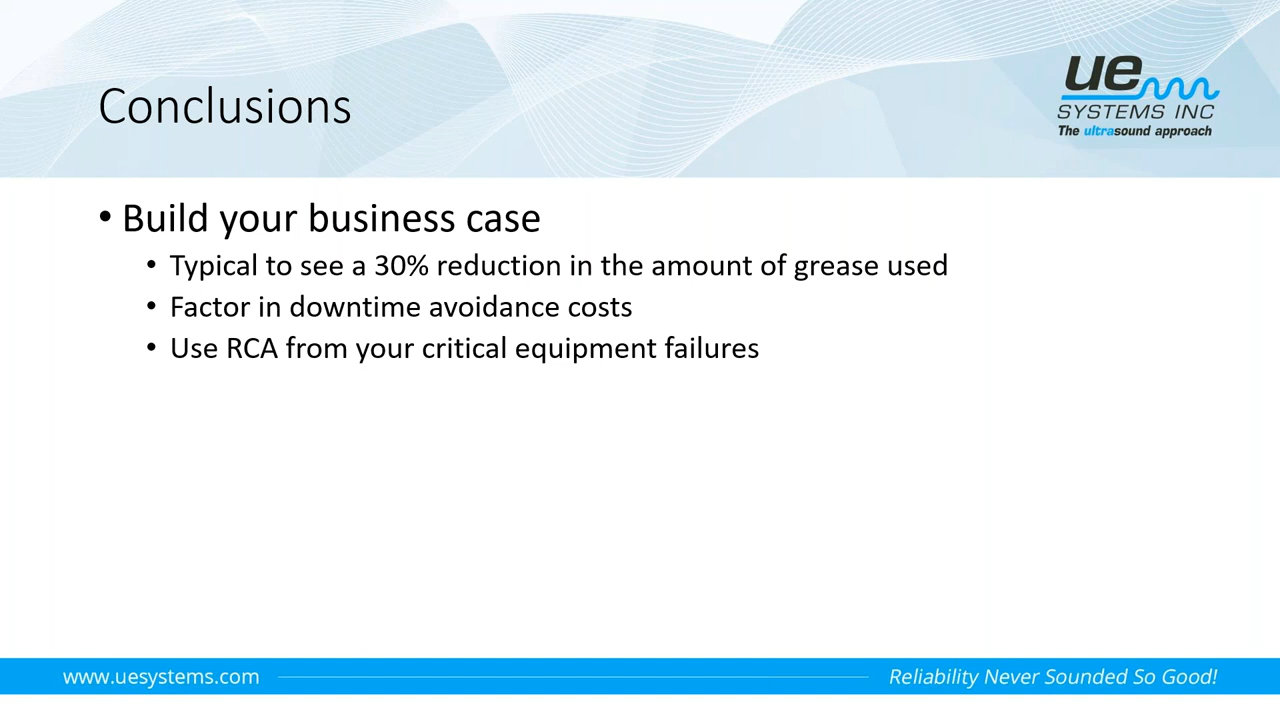 Conclusions
ue
SYSTEMS INC
The ultrasound approach
• Build your business case
• Typical to see a 30% reduction in the amount of grease used
• Factor in downtime avoidance costs
• Use RCA from your critical equipment failures
www.uesystems.com
Reliability Never Sounded So Good!